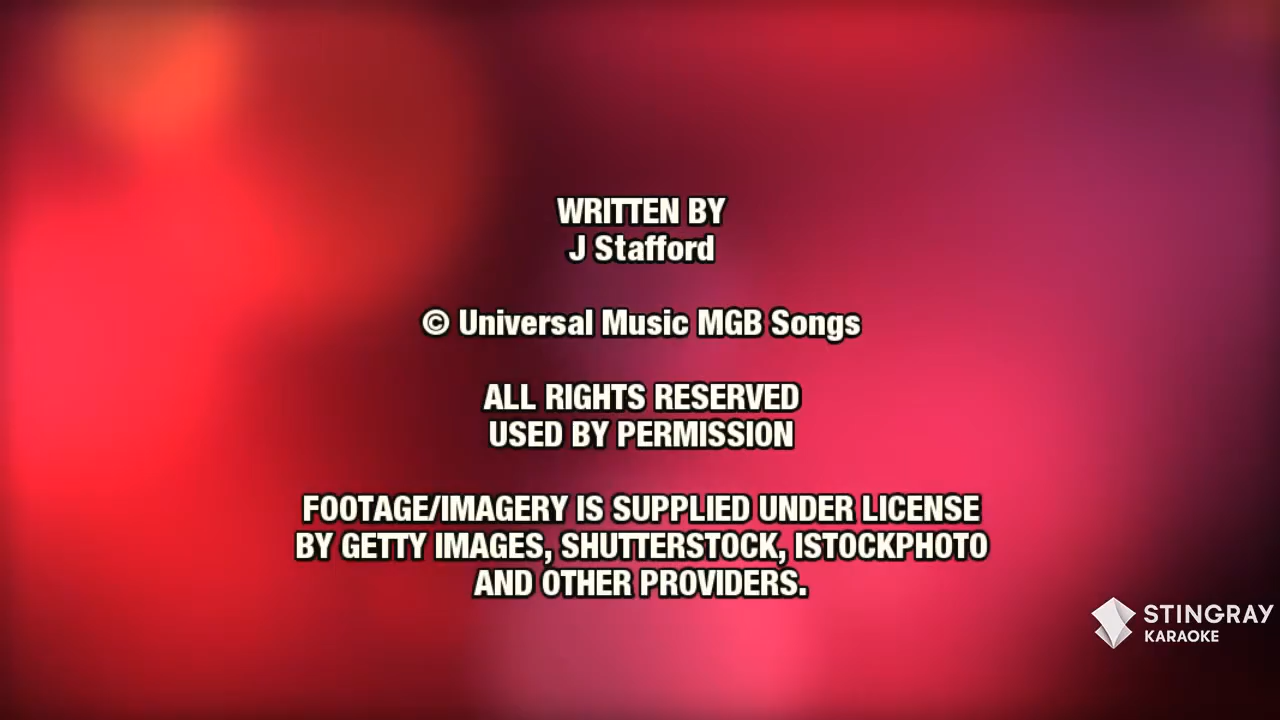 WRITTEN BY
J Stafford
© Universal Music MGB Songs
ALL RIGHTS RESERVED
USED BY PERMISSION
FOOTAGE/IMAGERY IS SUPPLIED UNDER LICENSE
BY GETTY IMAGES, SHUTTERSTOCK, ISTOCKPHOTO
AND OTHER PROVIDERS.
STINGRAY
KARAOKE